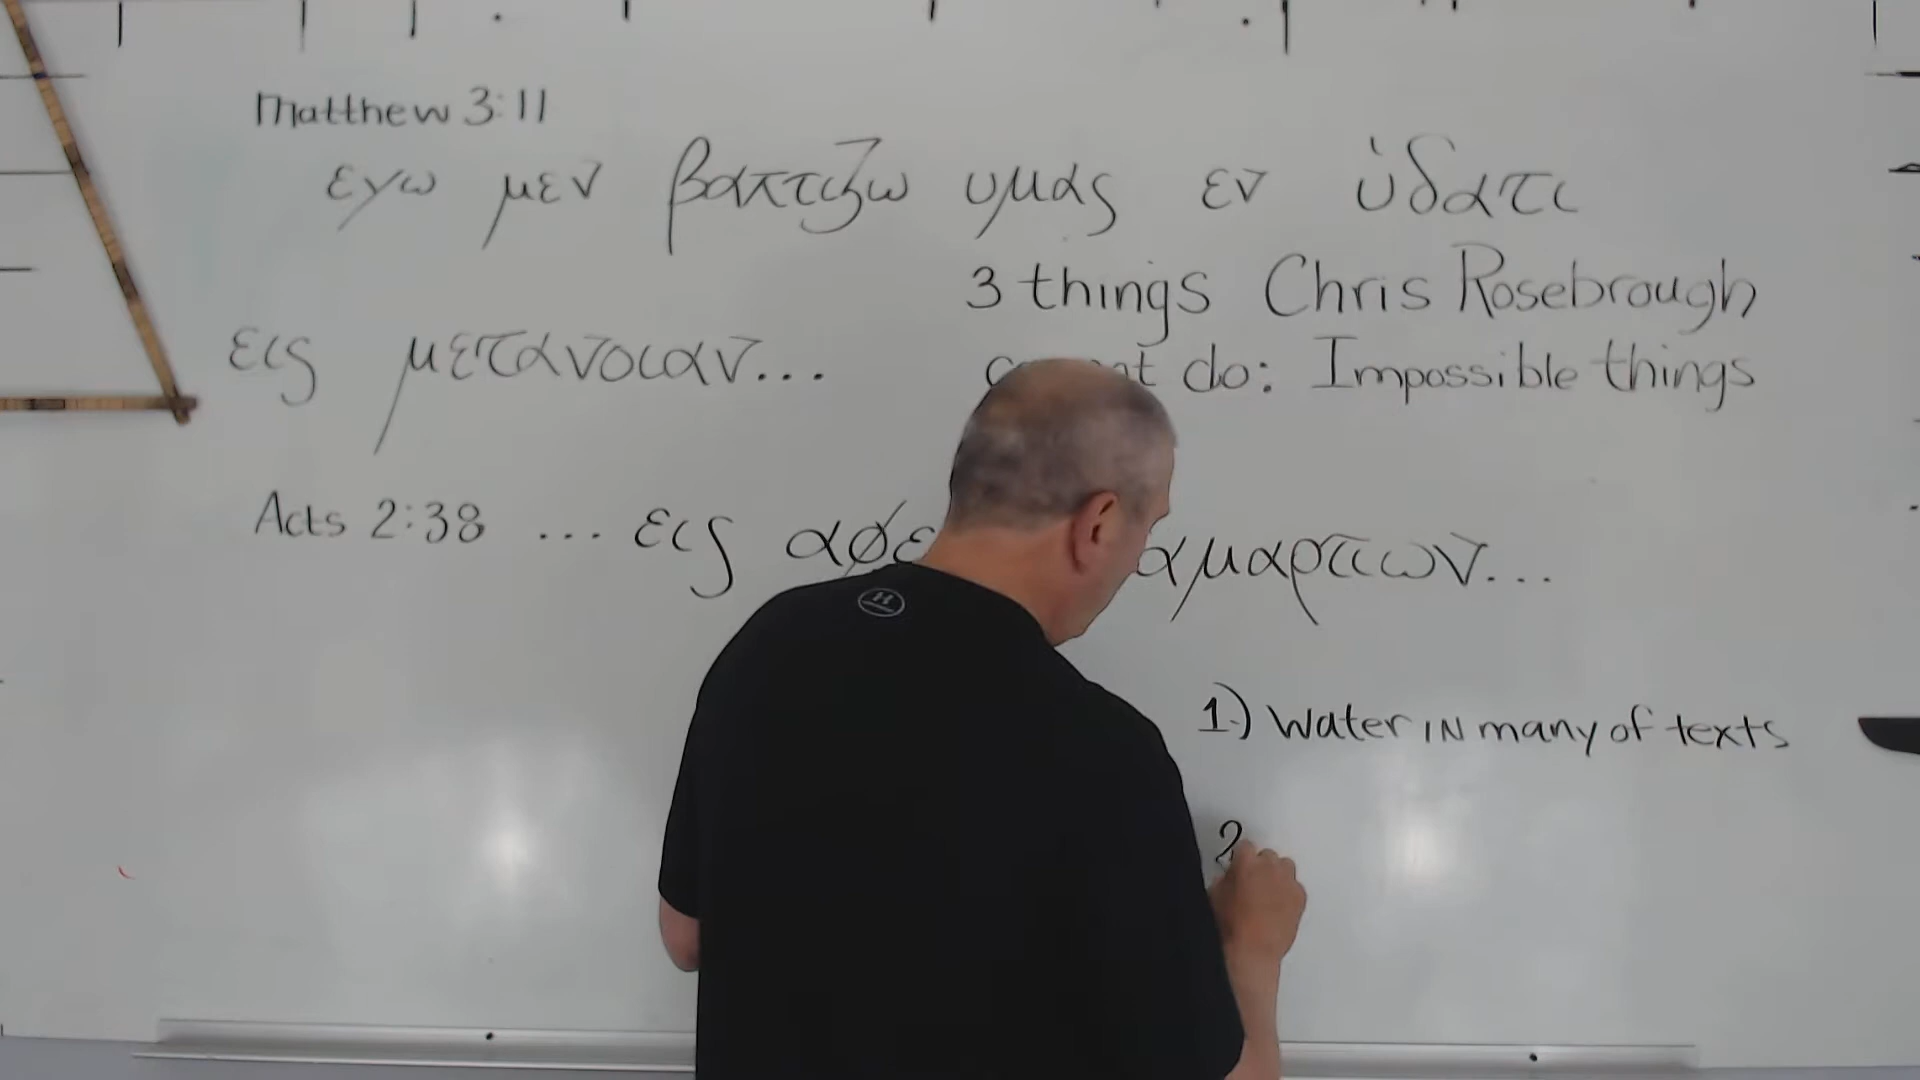 Matthew 3:11
εγω μεν βαπτιζω υμας εν ὑδατι
3 things Chris Rosebrough
εις μετανοιαν...
do: Impossible things
Acts 2:38 ... εις αμαρτιων...
1.) Water in many of texts
2